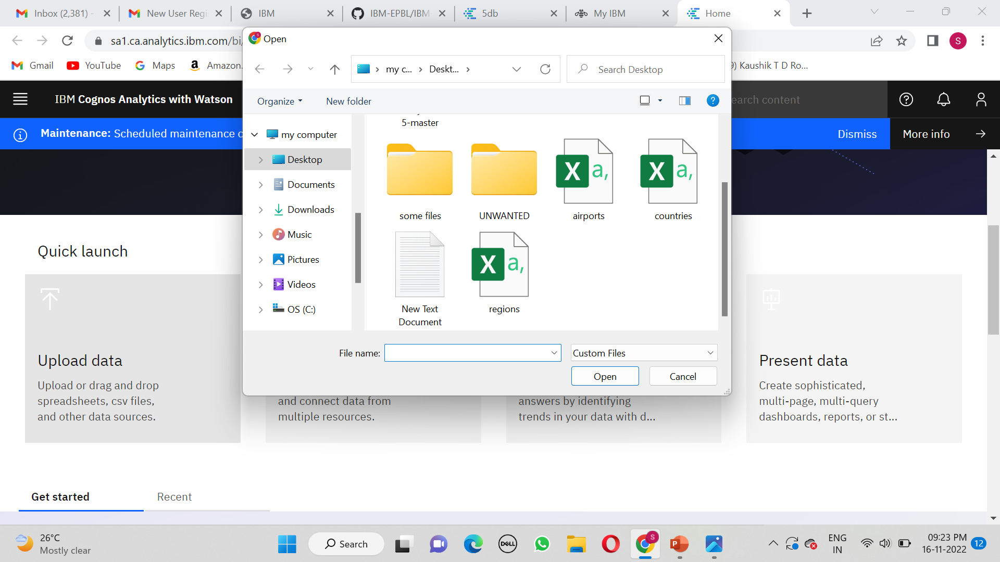 Inbox (2,381) -
New User Regi
IBM
IBM-EPBL/IBM-
5db
My IBM
Home
sa1.ca.analytics.ibm.com/bi/
S
Gmail
YouTube
Maps
Amazon.
9) Kaushik T D Ro...
IBM Cognos Analytics with Watson
earch content
Maintenance: Scheduled maintenance o
Dismiss
More info
Open
my c...
Deskt...
Search Desktop
Organize
New folder
my computer
Desktop
Documents
Downloads
Music
Pictures
Videos
OS (C:)
5-master
some files
UNWANTED
airports
countries
New Text
Document
regions
File name:
Custom Files
Open
Cancel
Quick launch
Upload data
Upload or drag and drop
spreadsheets, csv files,
and other data sources.
and connect data from
multiple resources.
answers by identifying
trends in your data with d...
Present data
Create sophisticated,
multi-page, multi-query
dashboards, reports, or st...
Get started
Recent
26°C
Mostly clear
Search
DELL
S
ENG
IN
09:23 PM
16-11-2022
12